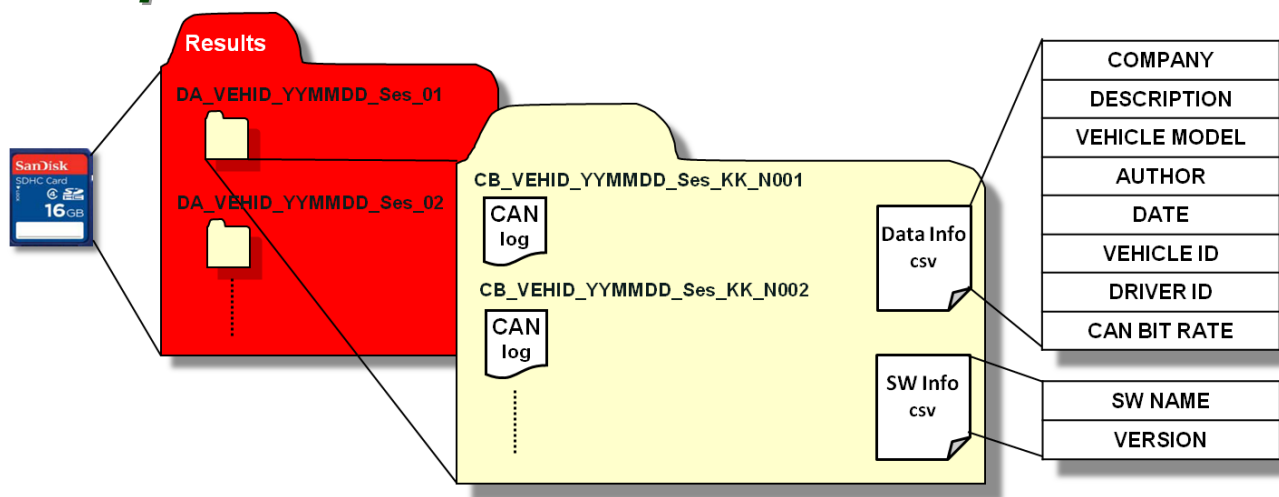 Results
DA_VEHID_YYMMDD_Ses_01
DA_VEHID_YYMMDD_Ses_02
SanDisk
SDHC Card
4
16GB
CB_VEHID_YYMMDD_Ses_KK_N001
CAN
log
CB_VEHID_YYMMDD_Ses_KK_N002
CAN
log
Data Info
csv
SW Info
csv
COMPANY
DESCRIPTION
VEHICLE MODEL
AUTHOR
DATE
VEHICLE ID
DRIVER ID
CAN BIT RATE
SW NAME
VERSION